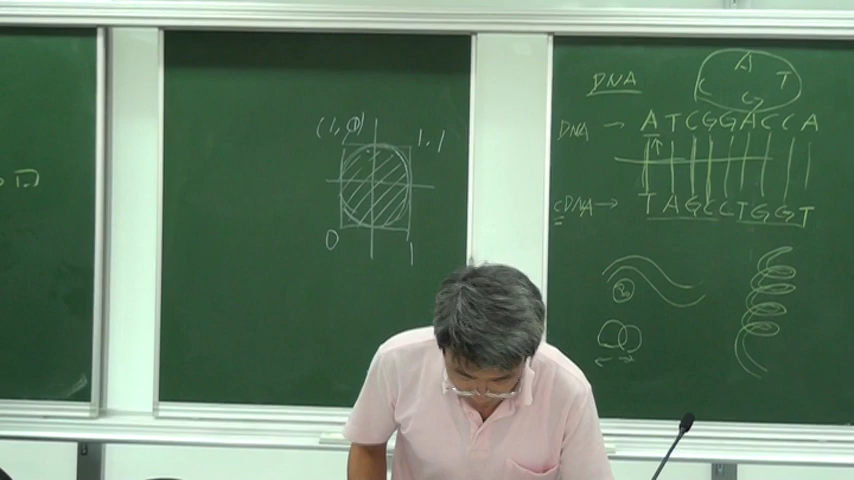 (1, 0)
1, 1
0
1
DNA
A
C T
G
DNA → ATCGGACCA
cDNA → TAGCCTGGT